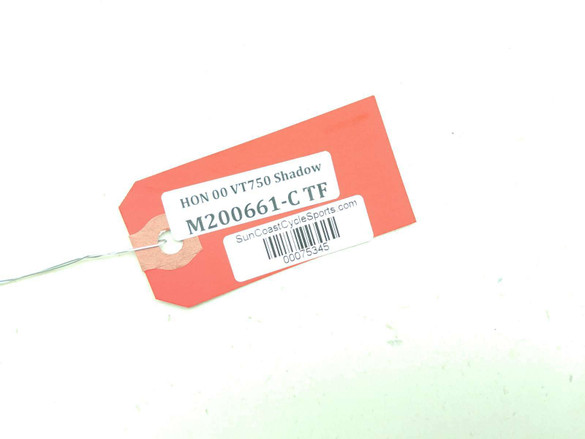 HON 00 VT750 Shadow
M200661-C TF
SunCoastCycleSports.com
00075345